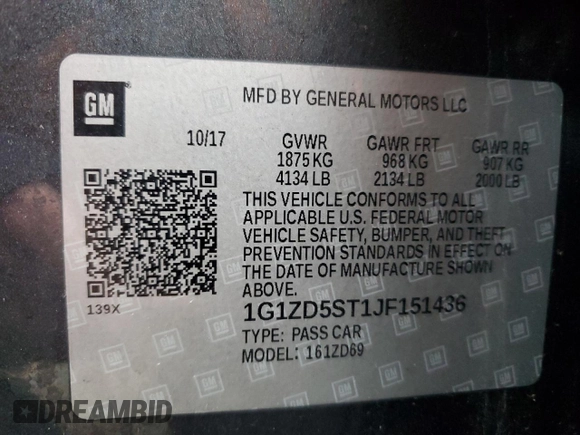 GM
MFD BY GENERAL MOTORS LLC
10/17 GVWR GAWR FRT GAWR RR
1875 KG 968 KG 907 KG
4134 LB 2134 LB 2000 LB
THIS VEHICLE CONFORMS TO ALL
APPLICABLE U.S. FEDERAL MOTOR
VEHICLE SAFETY, BUMPER, AND THEFT
PREVENTION STANDARDS IN EFFECT ON
THE DATE OF MANUFACTURE SHOWN
ABOVE.
139X
1G1ZD5ST1JF151436
TYPE: PASS CAR
MODEL: 161ZD69
DREAMBID